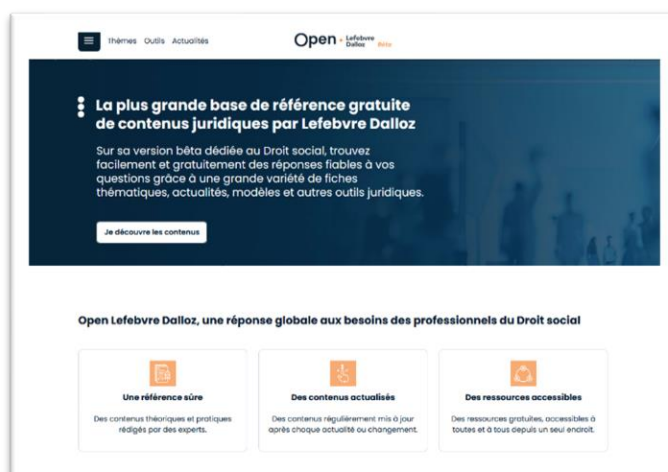 Thèmes Outils Actualités
Open Lefebvre
Dalloz Bêta
La plus grande base de référence gratuite
de contenus juridiques par Lefebvre Dalloz
Sur sa version bêta dédiée au Droit social, trouvez
facilement et gratuitement des réponses fiables à vos
questions grâce à une grande variété de fiches
thématiques, actualités, modèles et autres outils juridiques.
Je découvre les contenus
Open Lefebvre Dalloz, une réponse globale aux besoins des professionnels du Droit social
Une référence sûre
Des contenus théoriques et pratiques
rédigés par des experts.
Des contenus actualisés
Des contenus régulièrement mis à jour
après chaque actualité ou changement.
Des ressources accessibles
Des ressources gratuites, accessibles à
toutes et à tous depuis un seul endroit.